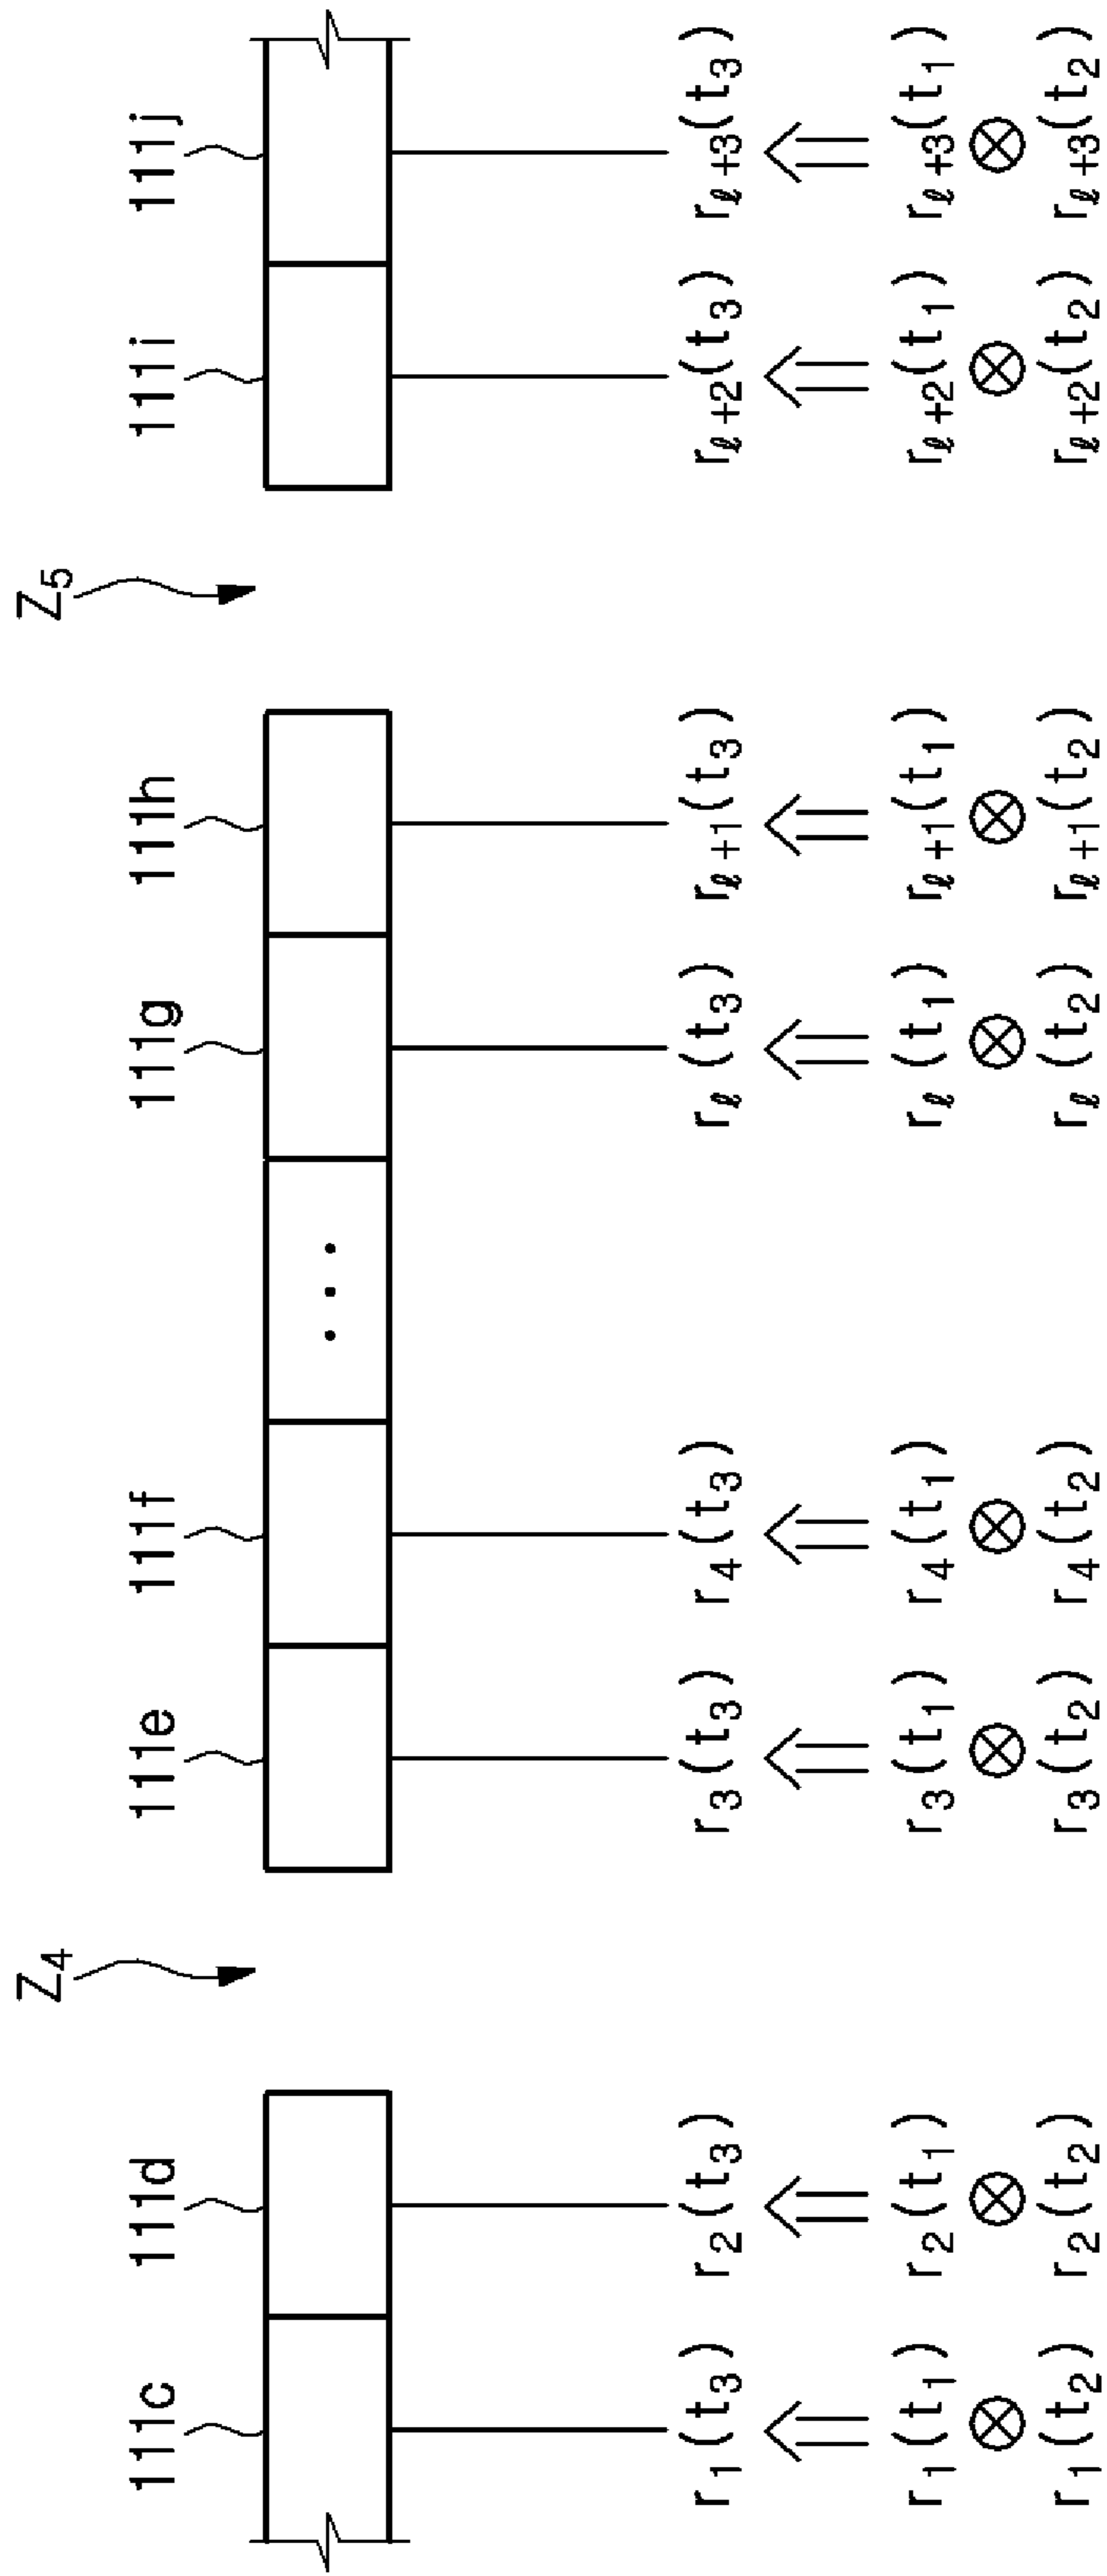 Z₄ Z₅
111c 111d 111e 111f ... 111g 111h 111i 111j
r₁(t₃) r₂(t₃) r₃(t₃) r₄(t₃) rℓ(t₃) rℓ₊₁(t₃) rℓ₊₂(t₃) rℓ₊₃(t₃)
⇑ ⇑ ⇑ ⇑ ⇑ ⇑ ⇑ ⇑
r₁(t₁) r₂(t₁) r₃(t₁) r₄(t₁) rℓ(t₁) rℓ₊₁(t₁) rℓ₊₂(t₁) rℓ₊₃(t₁)
⊗ ⊗ ⊗ ⊗ ⊗ ⊗ ⊗ ⊗
r₁(t₂) r₂(t₂) r₃(t₂) r₄(t₂) rℓ(t₂) rℓ₊₁(t₂) rℓ₊₂(t₂) rℓ₊₃(t₂)